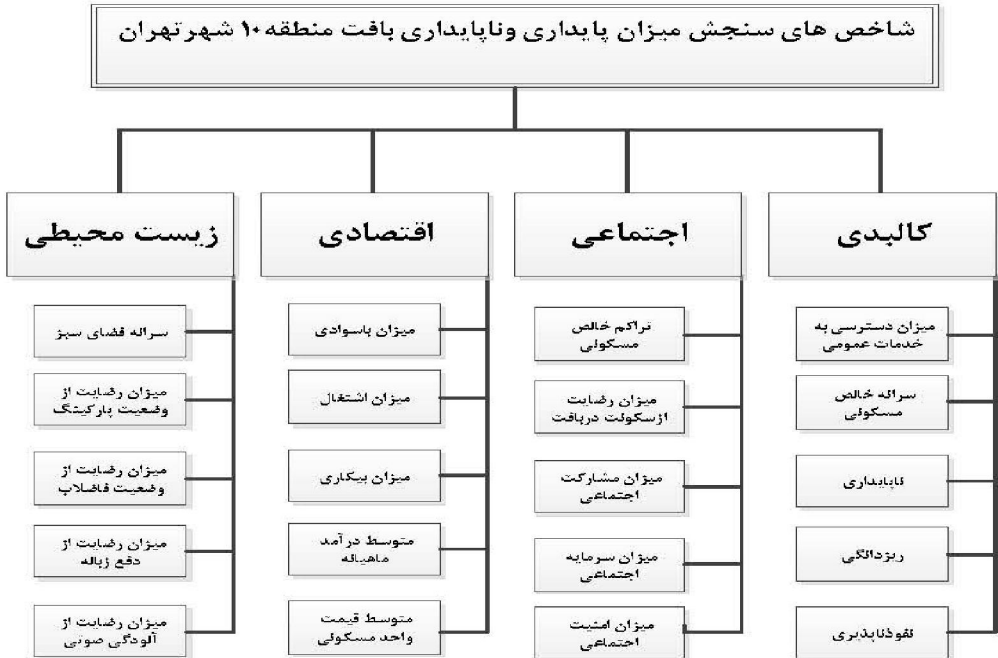 شاخص های سنجش میزان پایداری وناپایداری بافت منطقه ۱۰ شهرتهران
کالبدی
میزان دسترسی به
خدمات عمومی
سرانه خالص
مسکونی
ناپایداری
ریزدانگی
نفوذناپذیری
اجتماعی
تراکم خالص
مسکونی
میزان رضایت
ازسکونت دربافت
میزان مشارکت
اجتماعی
میزان سرمایه
اجتماعی
میزان امنیت
اجتماعی
اقتصادی
میزان باسوادی
میزان اشتغال
میزان بیکاری
متوسط درآمد
ماهیانه
متوسط قیمت
واحد مسکونی
زیست محیطی
سرانه فضای سبز
میزان رضایت از
وضعیت پارکینگ
میزان رضایت از
وضعیت فاضلاب
میزان رضایت از
دفع زباله
میزان رضایت از
آلودگی صوتی